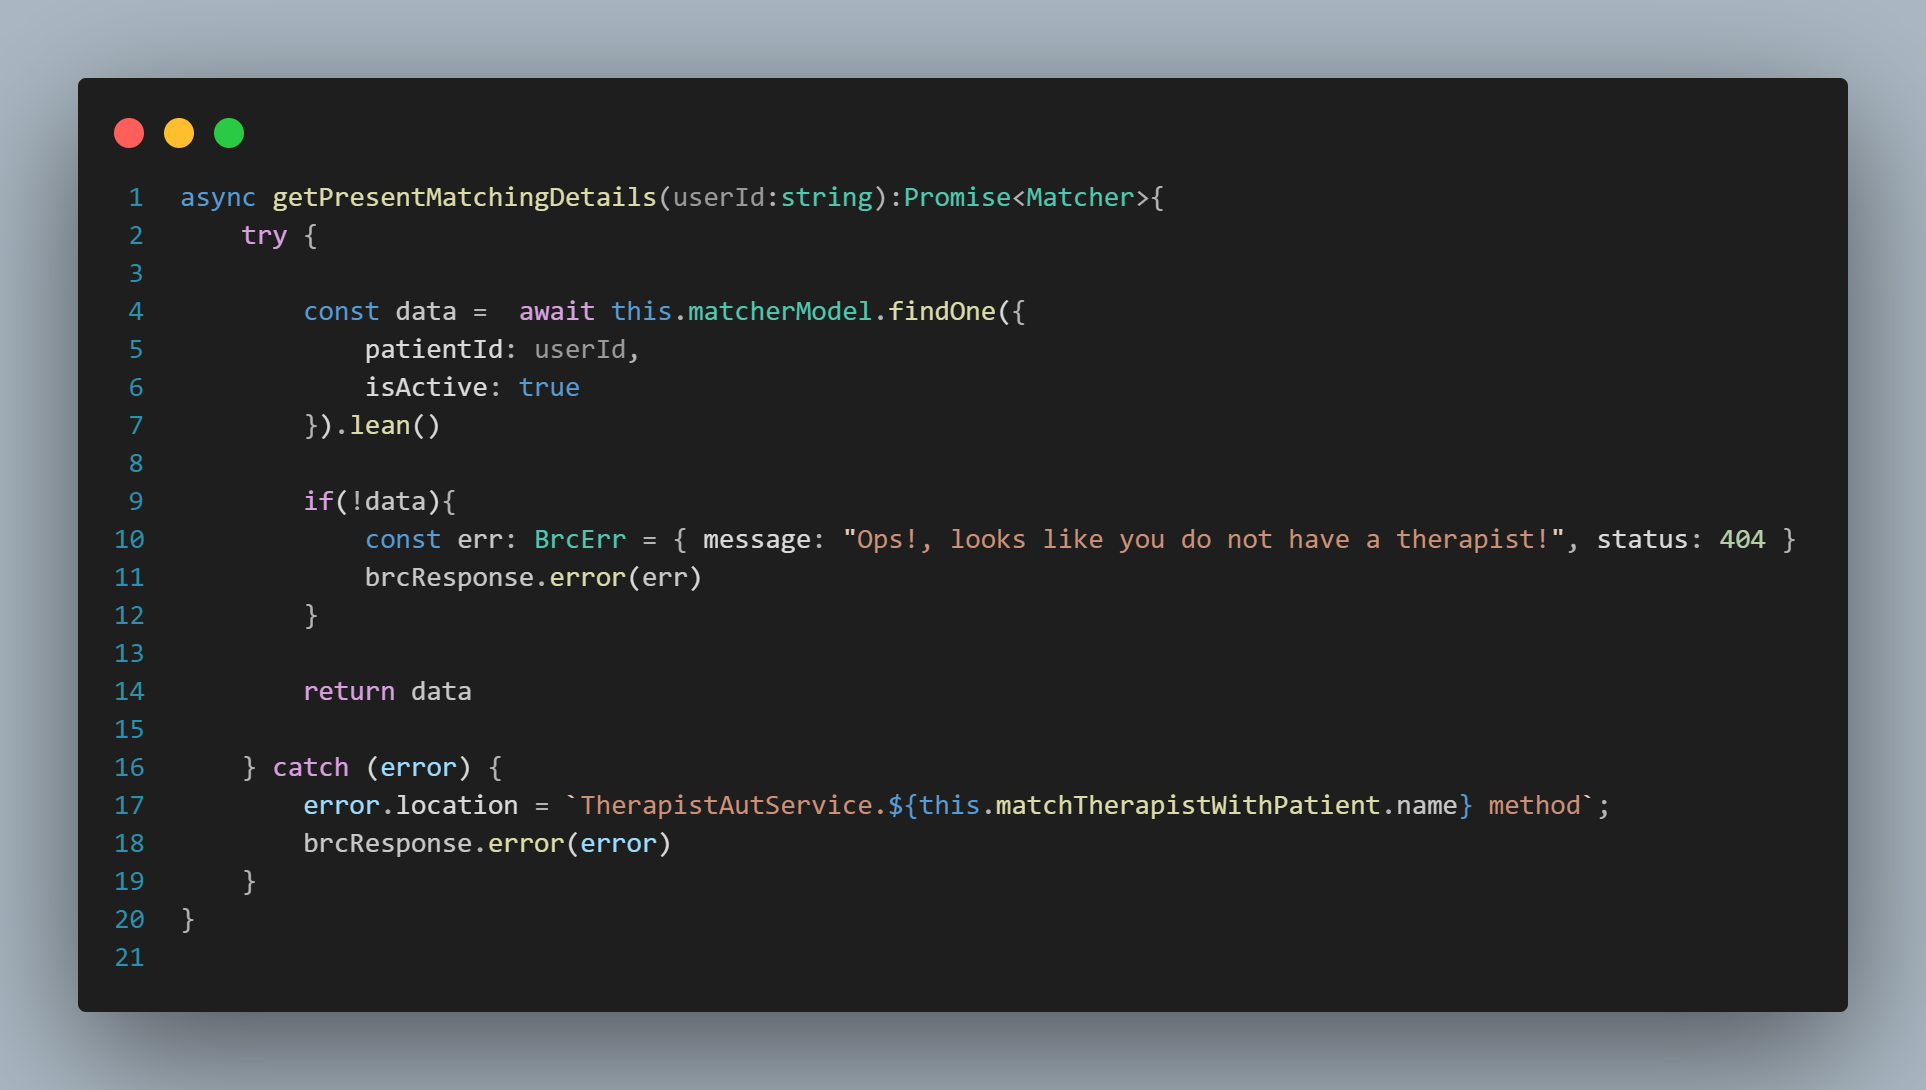 1 async getPresentMatchingDetails(userId:string):Promise<Matcher>{
2     try {
3
4         const data =  await this.matcherModel.findOne({
5             patientId: userId,
6             isActive: true
7         }).lean()
8
9         if(!data){
10             const err: BrcErr = { message: "Ops!, looks like you do not have a therapist!", status: 404 }
11             brcResponse.error(err)
12         }
13
14         return data
15
16     } catch (error) {
17         error.location = `TherapistAutService.${this.matchTherapistWithPatient.name} method`;
18         brcResponse.error(error)
19     }
20 }
21